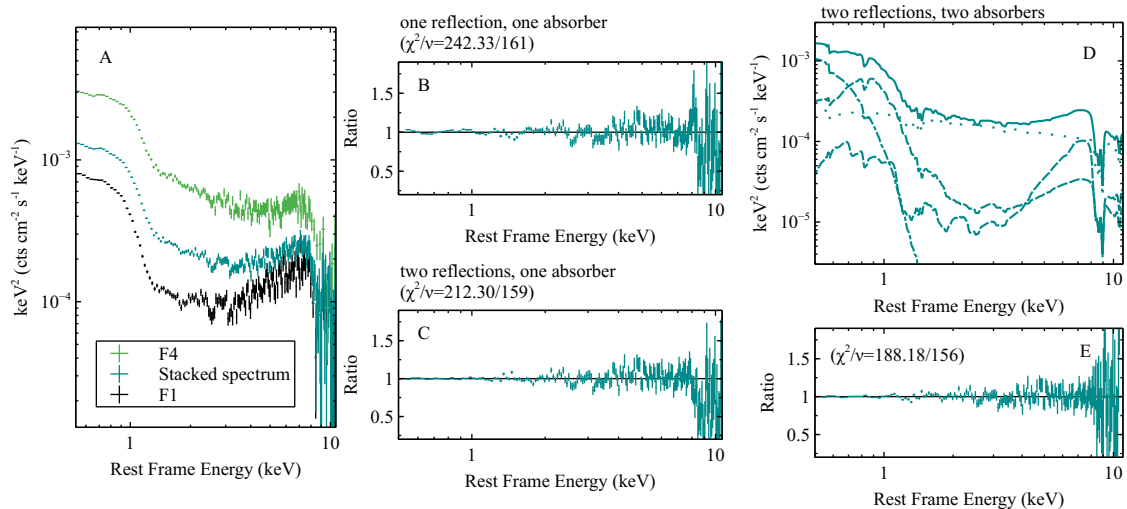 A
keV² (cts cm⁻² s⁻¹ keV⁻¹)
10⁻³
10⁻⁴
F4
Stacked spectrum
F1
1
10
Rest Frame Energy (keV)
one reflection, one absorber
(χ²/ν=242.33/161)
B
Ratio
1.5
1
0.5
1
10
Rest Frame Energy (keV)
two reflections, one absorber
(χ²/ν=212.30/159)
C
Ratio
1.5
1
0.5
1
10
Rest Frame Energy (keV)
two reflections, two absorbers
D
keV² (cts cm⁻² s⁻¹ keV⁻¹)
10⁻³
10⁻⁴
10⁻⁵
1
10
Rest Frame Energy (keV)
(χ²/ν=188.18/156)
E
Ratio
1.5
1
0.5
1
10
Rest Frame Energy (keV)